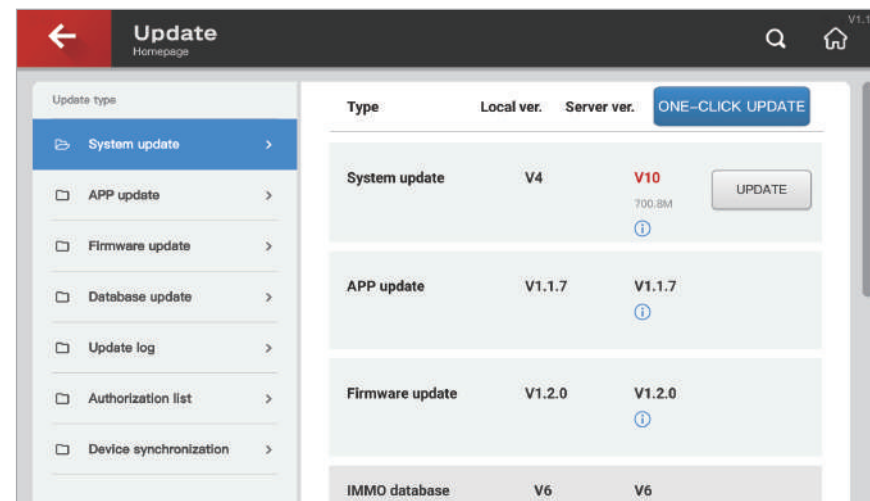 Update
Homepage
V1.1
Update type
System update
APP update
Firmware update
Database update
Update log
Authorization list
Device synchronization
Type Local ver. Server ver. ONE-CLICK UPDATE
System update V4 V10 UPDATE
700.8M
APP update V1.1.7 V1.1.7
Firmware update V1.2.0 V1.2.0
IMMO database V6 V6